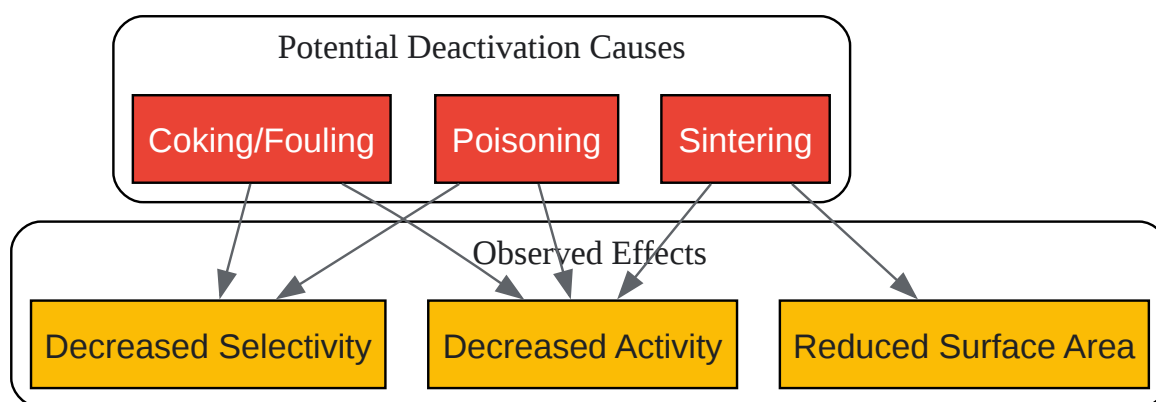 Potential Deactivation Causes
Coking/Fouling
Poisoning
Sintering
Observed Effects
Decreased Selectivity
Decreased Activity
Reduced Surface Area